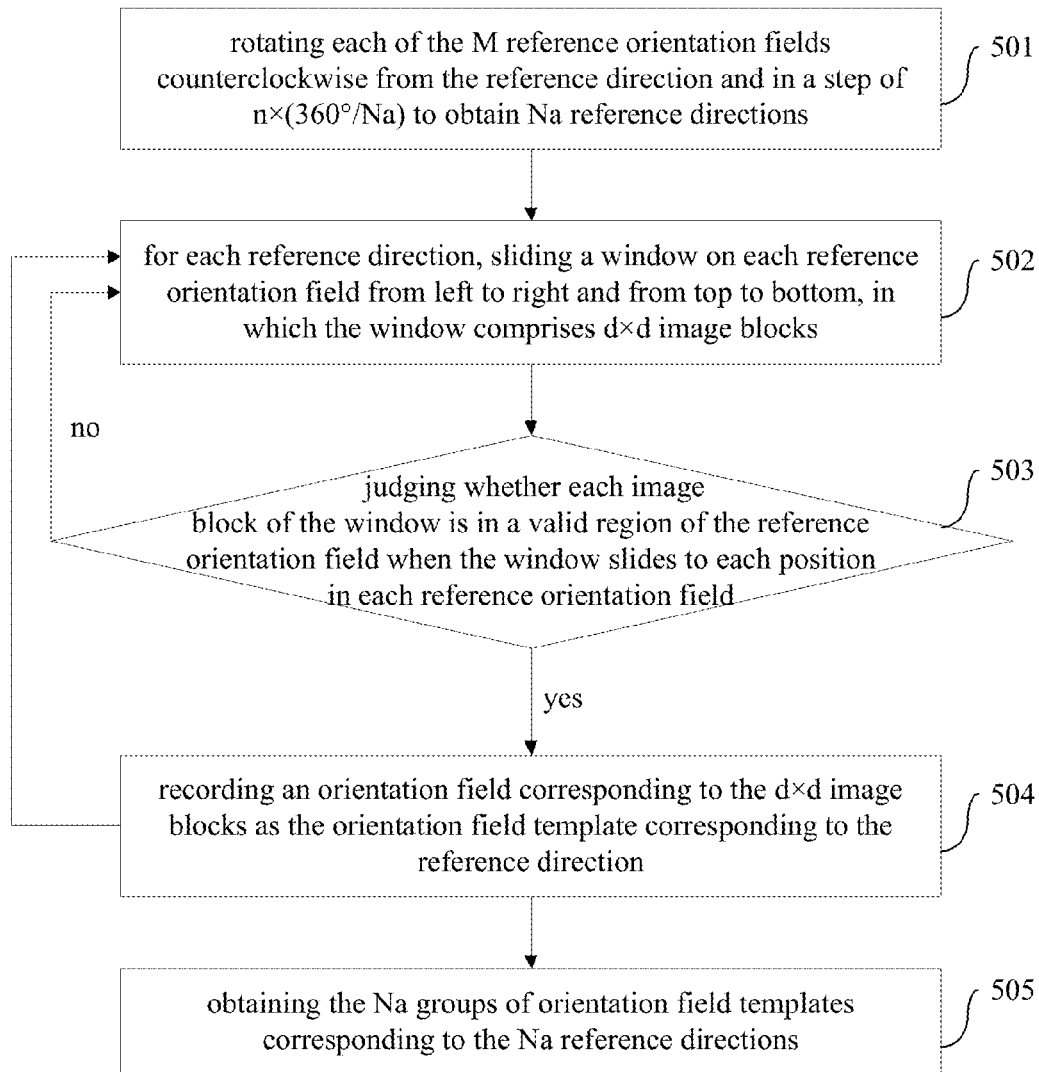 rotating each of the M reference orientation fields
counterclockwise from the reference direction and in a step of
n×(360°/Na) to obtain Na reference directions
501
for each reference direction, sliding a window on each reference
orientation field from left to right and from top to bottom, in
which the window comprises d×d image blocks
502
no
judging whether each image
block of the window is in a valid region of the reference
orientation field when the window slides to each position
in each reference orientation field
503
yes
recording an orientation field corresponding to the d×d image
blocks as the orientation field template corresponding to the
reference direction
504
obtaining the Na groups of orientation field templates
corresponding to the Na reference directions
505